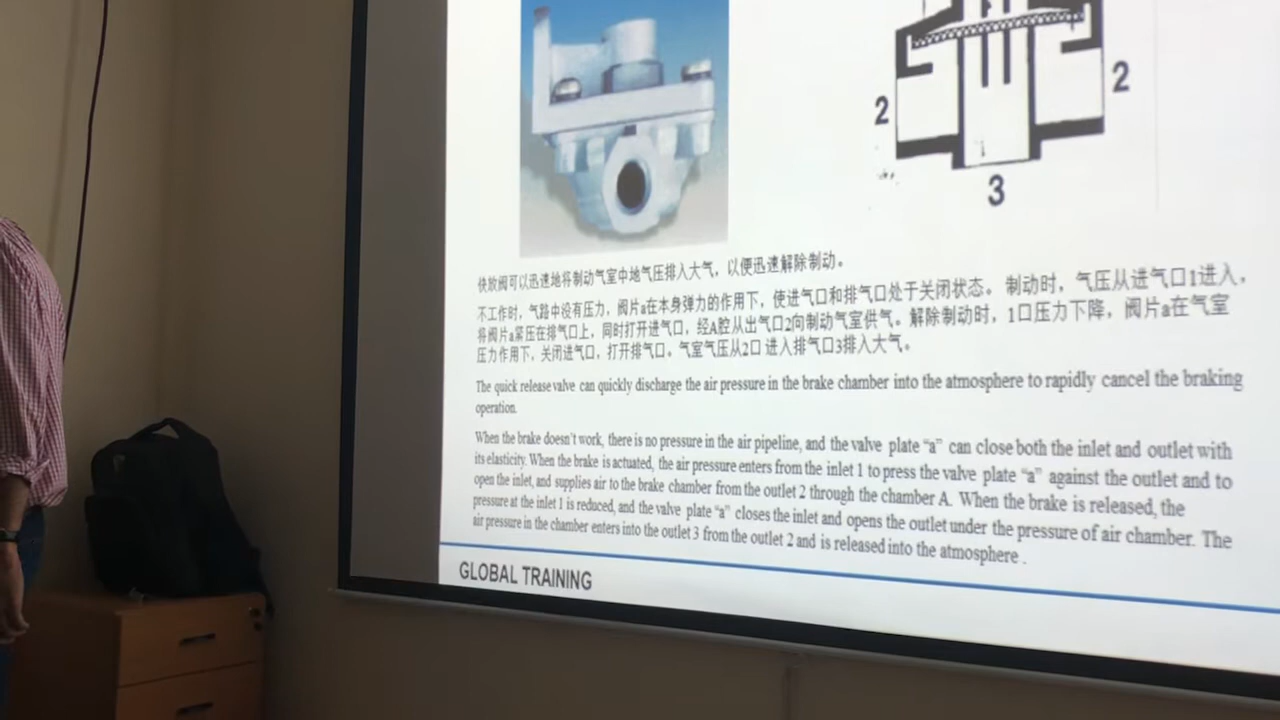 2
2
3
快放阀可以迅速地将制动气室中地气压排入大气，以便迅速解除制动。
不工作时，气路中没有压力，阀片a在本身弹力的作用下，使进气口和排气口处于关闭状态。制动时，气压从进气口1进入，
将阀片a紧压在排气口上，同时打开进气口，经A腔从出气口2向制动气室供气。解除制动时，1口压力下降，阀片a在气室
压力作用下，关闭进气口，打开排气口。气室气压从2口进入排气口3排入大气。
The quick release valve can quickly discharge the air pressure in the brake chamber into the atmosphere to rapidly cancel the braking
operation.
When the brake doesn't work, there is no pressure in the air pipeline, and the valve plate “a” can close both the inlet and outlet with
its elasticity. When the brake is actuated, the air pressure enters from the inlet 1 to press the valve plate “a” against the outlet and to
open the inlet, and supplies air to the brake chamber from the outlet 2 through the chamber A. When the brake is released, the
pressure at the inlet 1 is reduced, and the valve plate “a” closes the inlet and opens the outlet under the pressure of air chamber. The
air pressure in the chamber enters into the outlet 3 from the outlet 2 and is released into the atmosphere .
GLOBAL TRAINING